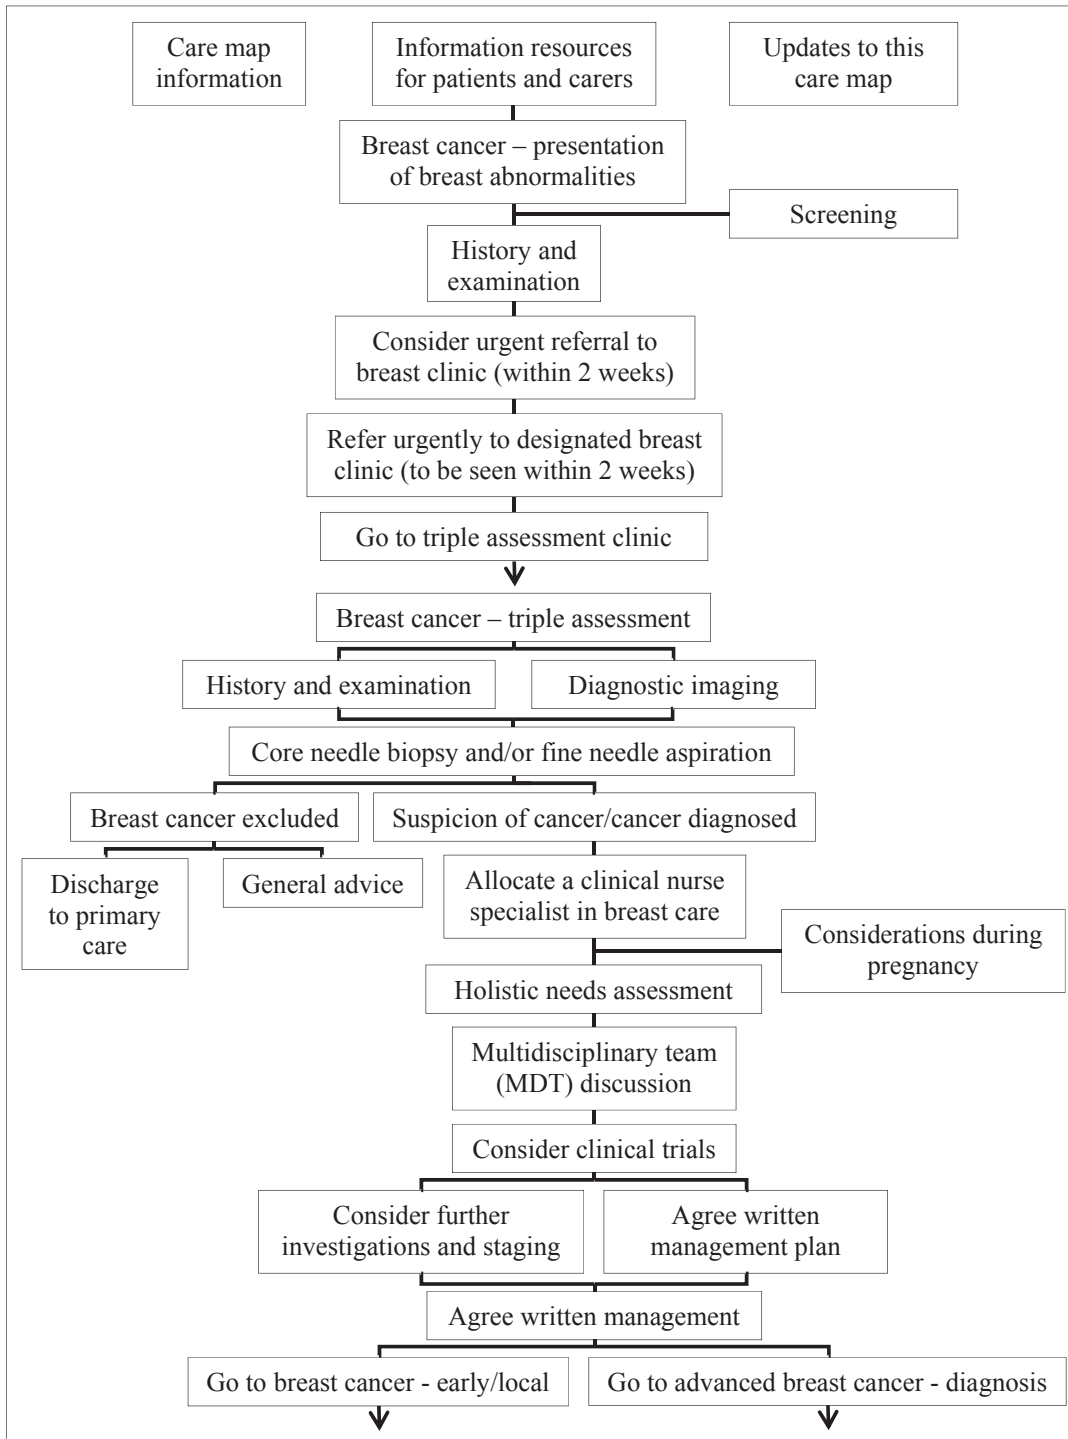 Care map
information
Information resources
for patients and carers
Updates to this
care map
Breast cancer – presentation
of breast abnormalities
Screening
History and
examination
Consider urgent referral to
breast clinic (within 2 weeks)
Refer urgently to designated breast
clinic (to be seen within 2 weeks)
Go to triple assessment clinic
Breast cancer – triple assessment
History and examination
Diagnostic imaging
Core needle biopsy and/or fine needle aspiration
Breast cancer excluded
Suspicion of cancer/cancer diagnosed
Discharge
to primary
care
General advice
Allocate a clinical nurse
specialist in breast care
Considerations during
pregnancy
Holistic needs assessment
Multidisciplinary team
(MDT) discussion
Consider clinical trials
Consider further
investigations and staging
Agree written
management plan
Agree written management
Go to breast cancer - early/local
Go to advanced breast cancer - diagnosis